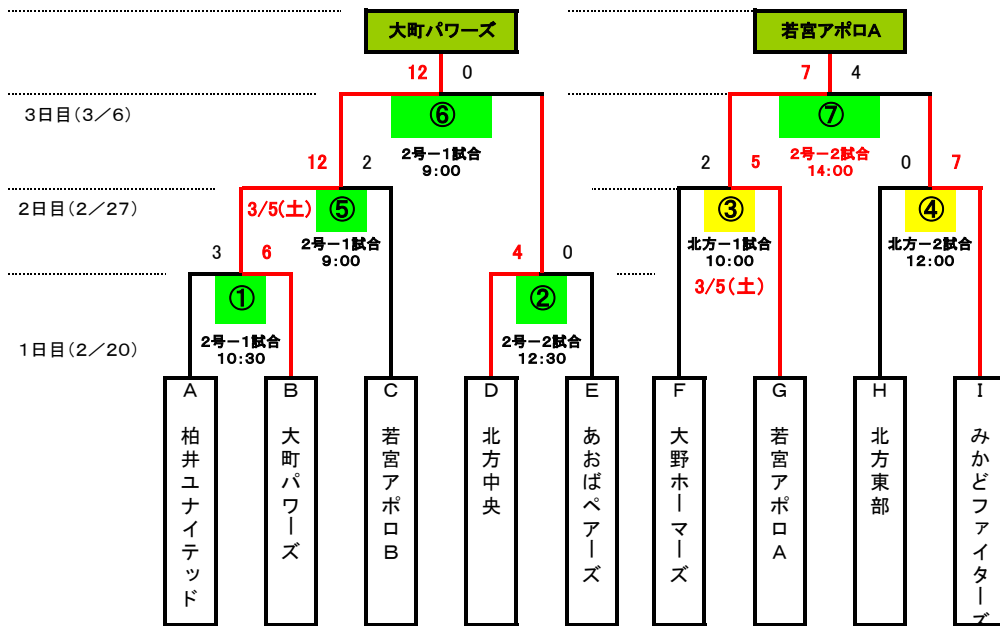 大町パワーズ
若宮アポロA
12 0
7 4
3日目(3/6)
⑥
⑦
2号ー1試合
9:00
2号ー2試合
14:00
12 2
2 5
0 7
2日目(2/27)
3/5(土)
⑤
③
④
2号ー1試合
9:00
北方ー1試合
10:00
3/5(土)
北方ー2試合
12:00
3 6
4 0
①
②
1日目(2/20)
2号ー1試合
10:30
2号ー2試合
12:30
A 柏井ユナイテッド
B 大町パワーズ
C 若宮アポロB
D 北方中央
E あおばペアーズ
F 大野ホーマーズ
G 若宮アポロA
H 北方東部
I みかどファイターズ